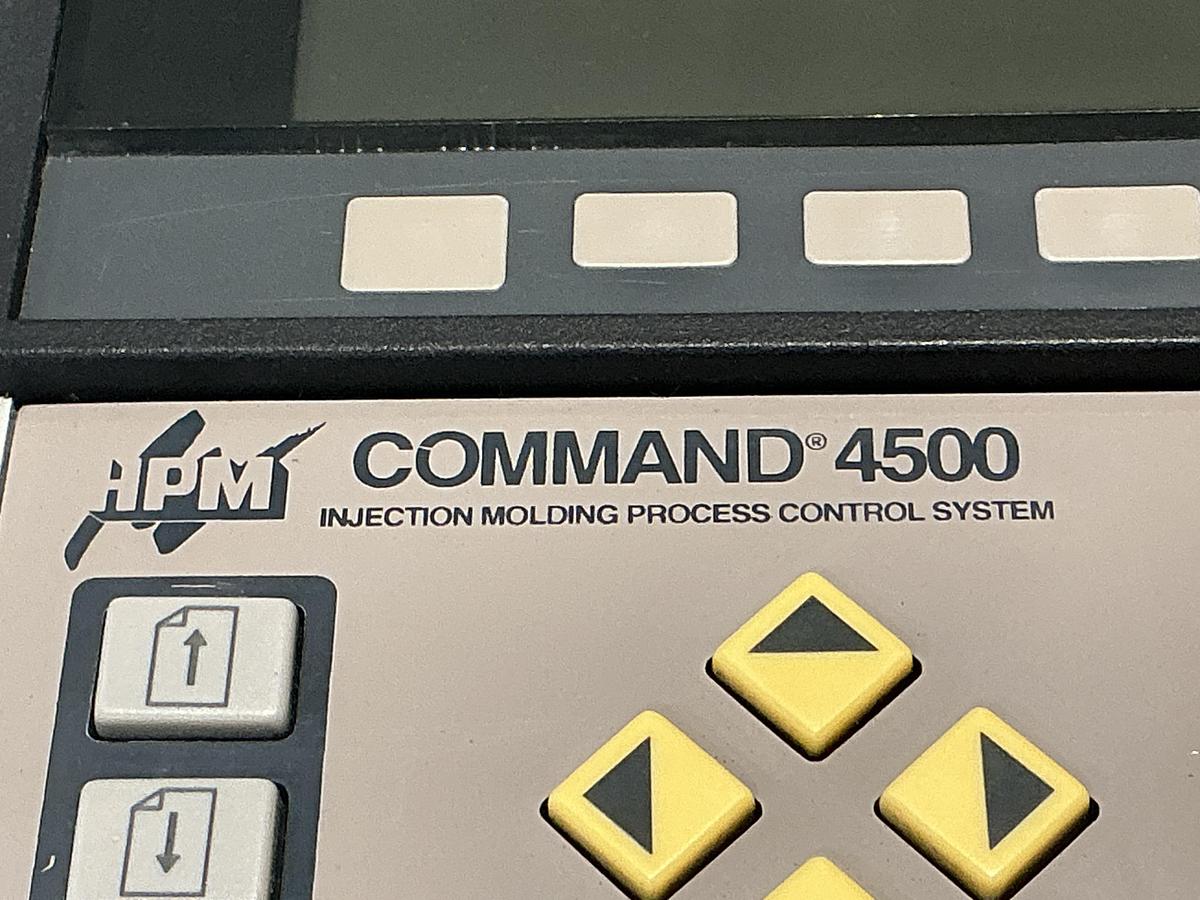 HPM
COMMAND® 4500
INJECTION MOLDING PROCESS CONTROL SYSTEM